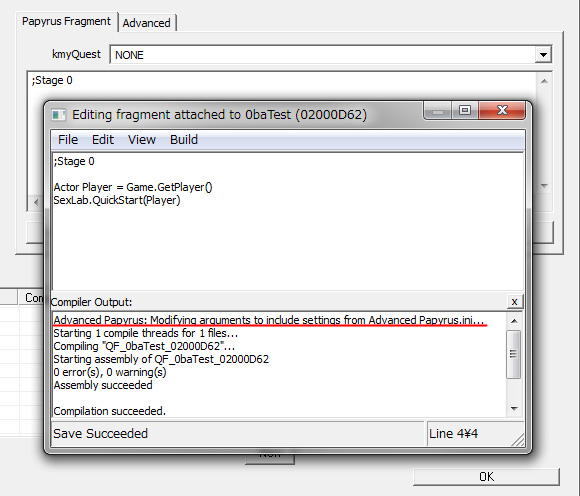 Papyrus Fragment
Advanced
kmyQuest
NONE
;Stage 0
Editing fragment attached to 0baTest (02000D62)
File Edit View Build
;Stage 0
Actor Player = Game.GetPlayer()
SexLab.QuickStart(Player)
Compiler Output:
x
Advanced Papyrus: Modifying arguments to include settings from Advanced Papyrus.ini...
Starting 1 compile threads for 1 files...
Compiling "QF_0baTest_02000D62"...
Starting assembly of QF_0baTest_02000D62
0 error(s), 0 warning(s)
Assembly succeeded
Compilation succeeded.
Save Succeeded
Line 4¥4
OK